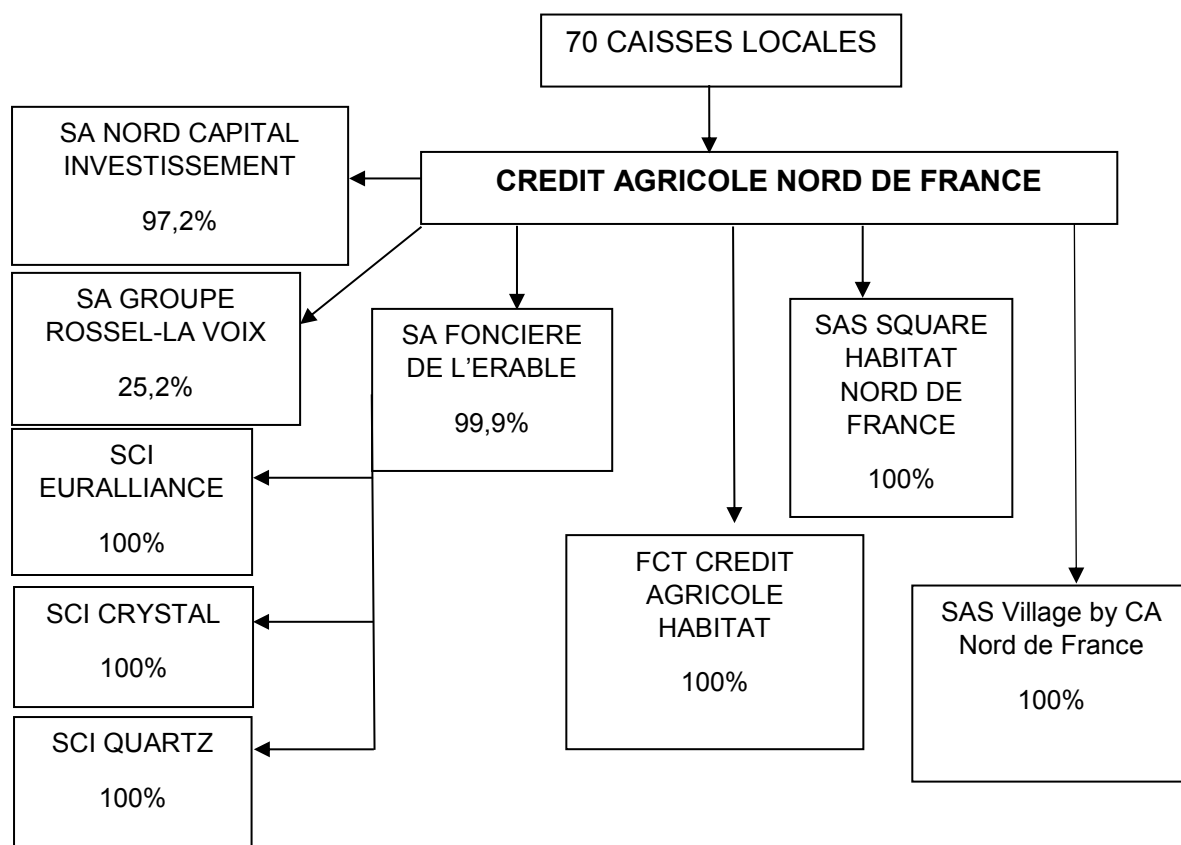 70 CAISSES LOCALES
CREDIT AGRICOLE NORD DE FRANCE
SA NORD CAPITAL
INVESTISSEMENT
97,2%
SA GROUPE
ROSSEL-LA VOIX
25,2%
SA FONCIERE
DE L’ERABLE
99,9%
SCI
EURALLIANCE
100%
SCI CRYSTAL
100%
SCI QUARTZ
100%
FCT CREDIT
AGRICOLE
HABITAT
100%
SAS SQUARE
HABITAT
NORD DE
FRANCE
100%
SAS Village by CA
Nord de France
100%